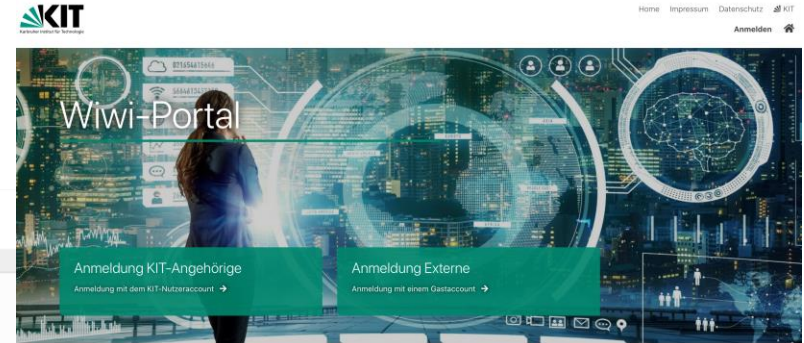 Home Impressum Datenschutz KIT
KIT
Karlsruher Institut für Technologie
Anmelden
Wiwi-Portal
Anmeldung KIT-Angehörige
Anmeldung mit dem KIT-Nutzeraccount →
Anmeldung Externe
Anmeldung mit einem Gastaccount →